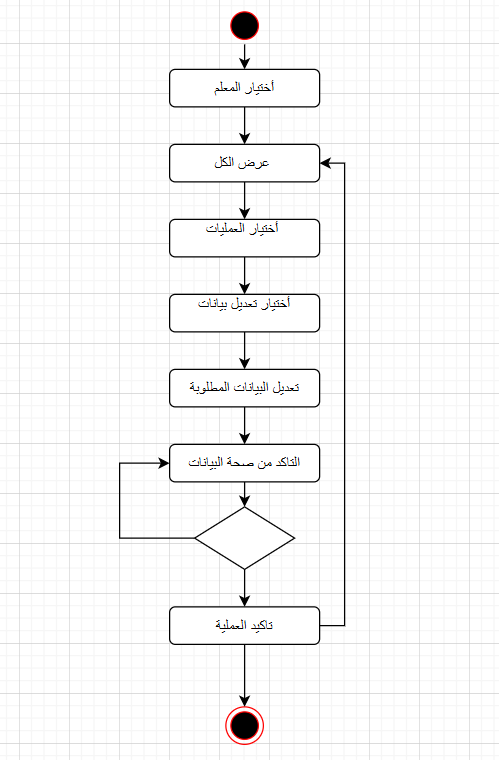 أختيار المعلم
عرض الكل
أختيار العمليات
أختيار تعديل بيانات
تعديل البيانات المطلوبة
التاكد من صحة البيانات
تاكيد العملية